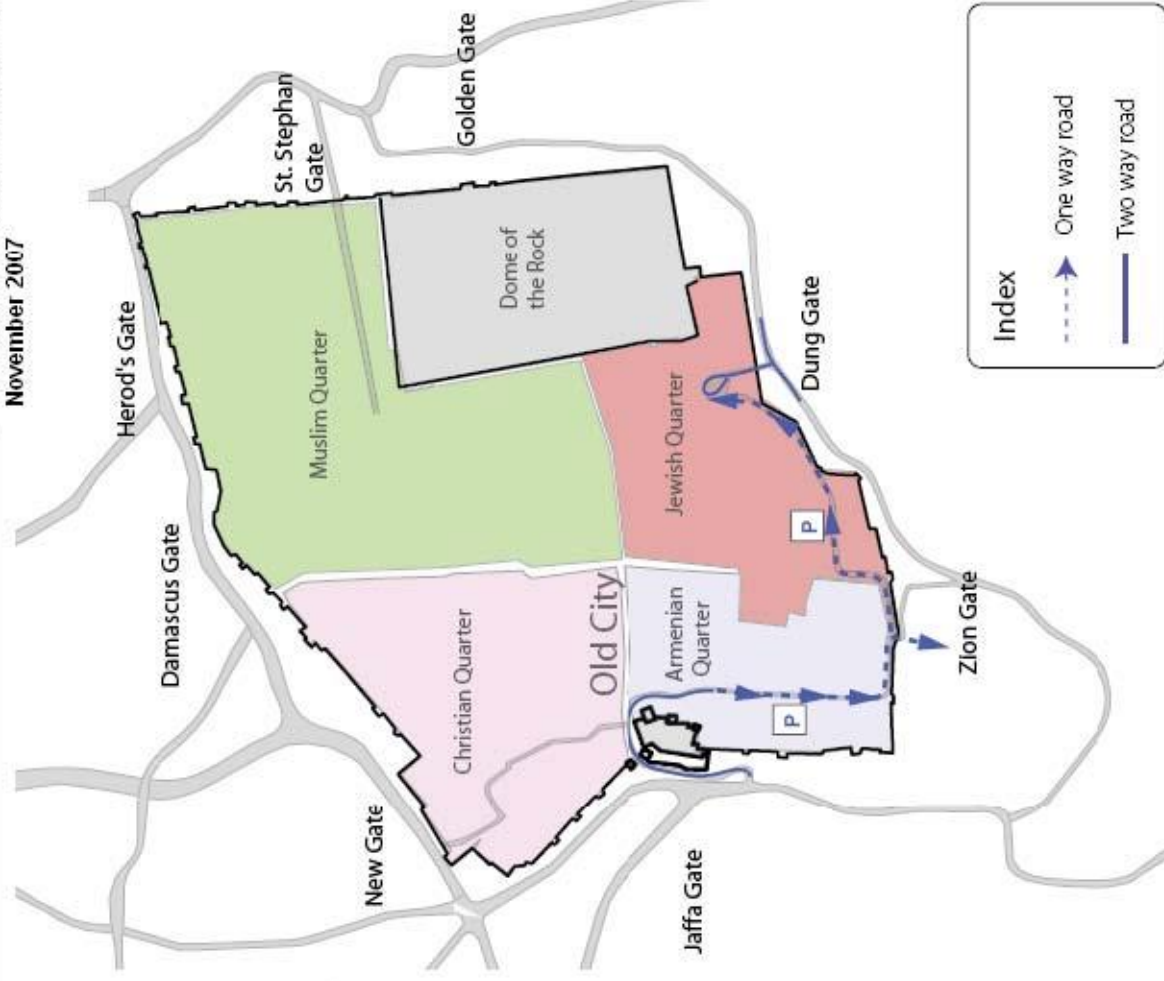 November 2007
Herod's Gate
Damascus Gate
New Gate
Jaffa Gate
St. Stephan
Gate
Golden Gate
Muslim Quarter
Dome of
the Rock
Christian Quarter
Old City
Armenian
Quarter
Jewish Quarter
P
P
Dung Gate
Zion Gate
Index
One way road
Two way road